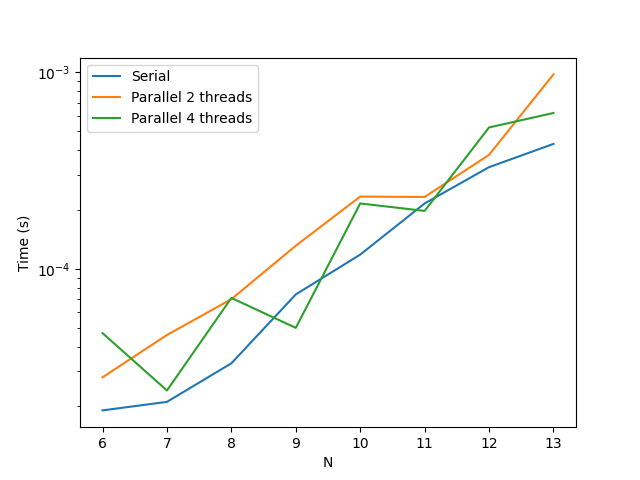 Serial
Parallel 2 threads
Parallel 4 threads
10⁻³
10⁻⁴
Time (s)
6 7 8 9 10 11 12 13
N